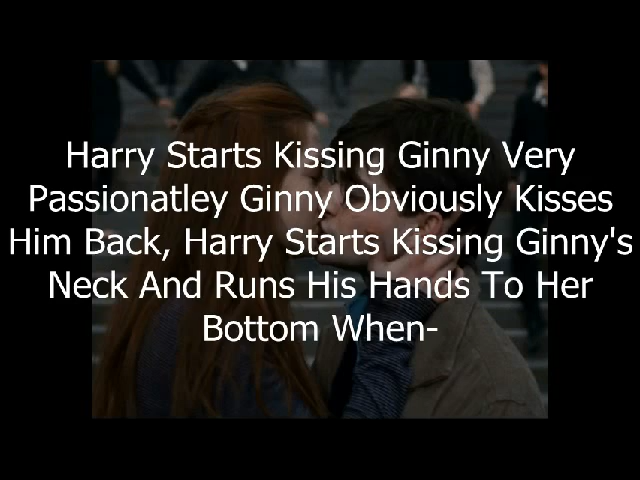 Harry Starts Kissing Ginny Very
Passionatley Ginny Obviously Kisses
Him Back, Harry Starts Kissing Ginny's
Neck And Runs His Hands To Her
Bottom When-